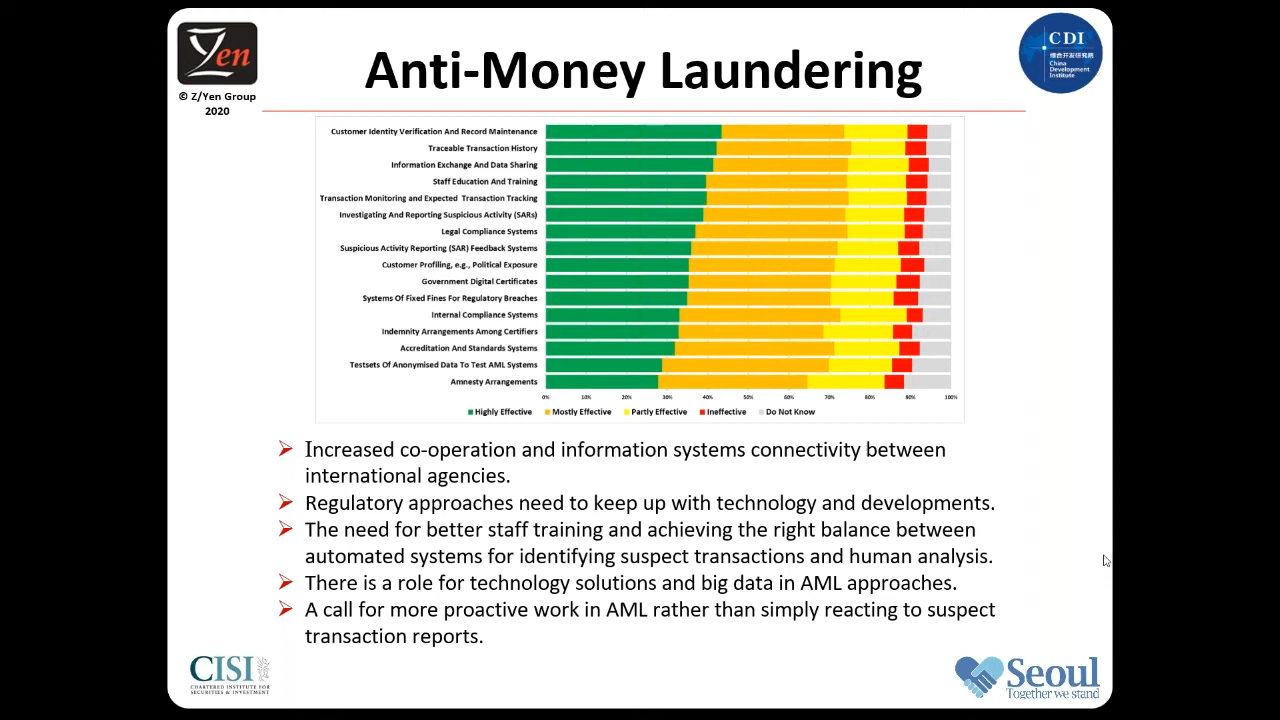 Yen
© Z/Yen Group
2020
Anti-Money Laundering
CDI
综合开发研究院
China
Development
Institute
Customer Identity Verification And Record Maintenance
Traceable Transaction History
Information Exchange And Data Sharing
Staff Education And Training
Transaction Monitoring and Expected Transaction Tracking
Investigating And Reporting Suspicious Activity (SARs)
Legal Compliance Systems
Suspicious Activity Reporting (SAR) Feedback Systems
Customer Profiling, e.g., Political Exposure
Government Digital Certificates
Systems Of Fixed Fines For Regulatory Breaches
Internal Compliance Systems
Indemnity Arrangements Among Certifiers
Accreditation And Standards Systems
Testsets Of Anonymised Data To Test AML Systems
Amnesty Arrangements
0% 10% 20% 30% 40% 50% 60% 70% 80% 90% 100%
Highly Effective Mostly Effective Partly Effective Ineffective Do Not Know
Increased co-operation and information systems connectivity between
international agencies.
Regulatory approaches need to keep up with technology and developments.
The need for better staff training and achieving the right balance between
automated systems for identifying suspect transactions and human analysis.
There is a role for technology solutions and big data in AML approaches.
A call for more proactive work in AML rather than simply reacting to suspect
transaction reports.
CISI
CHARTERED INSTITUTE FOR
SECURITIES & INVESTMENT
Seoul
Together we stand